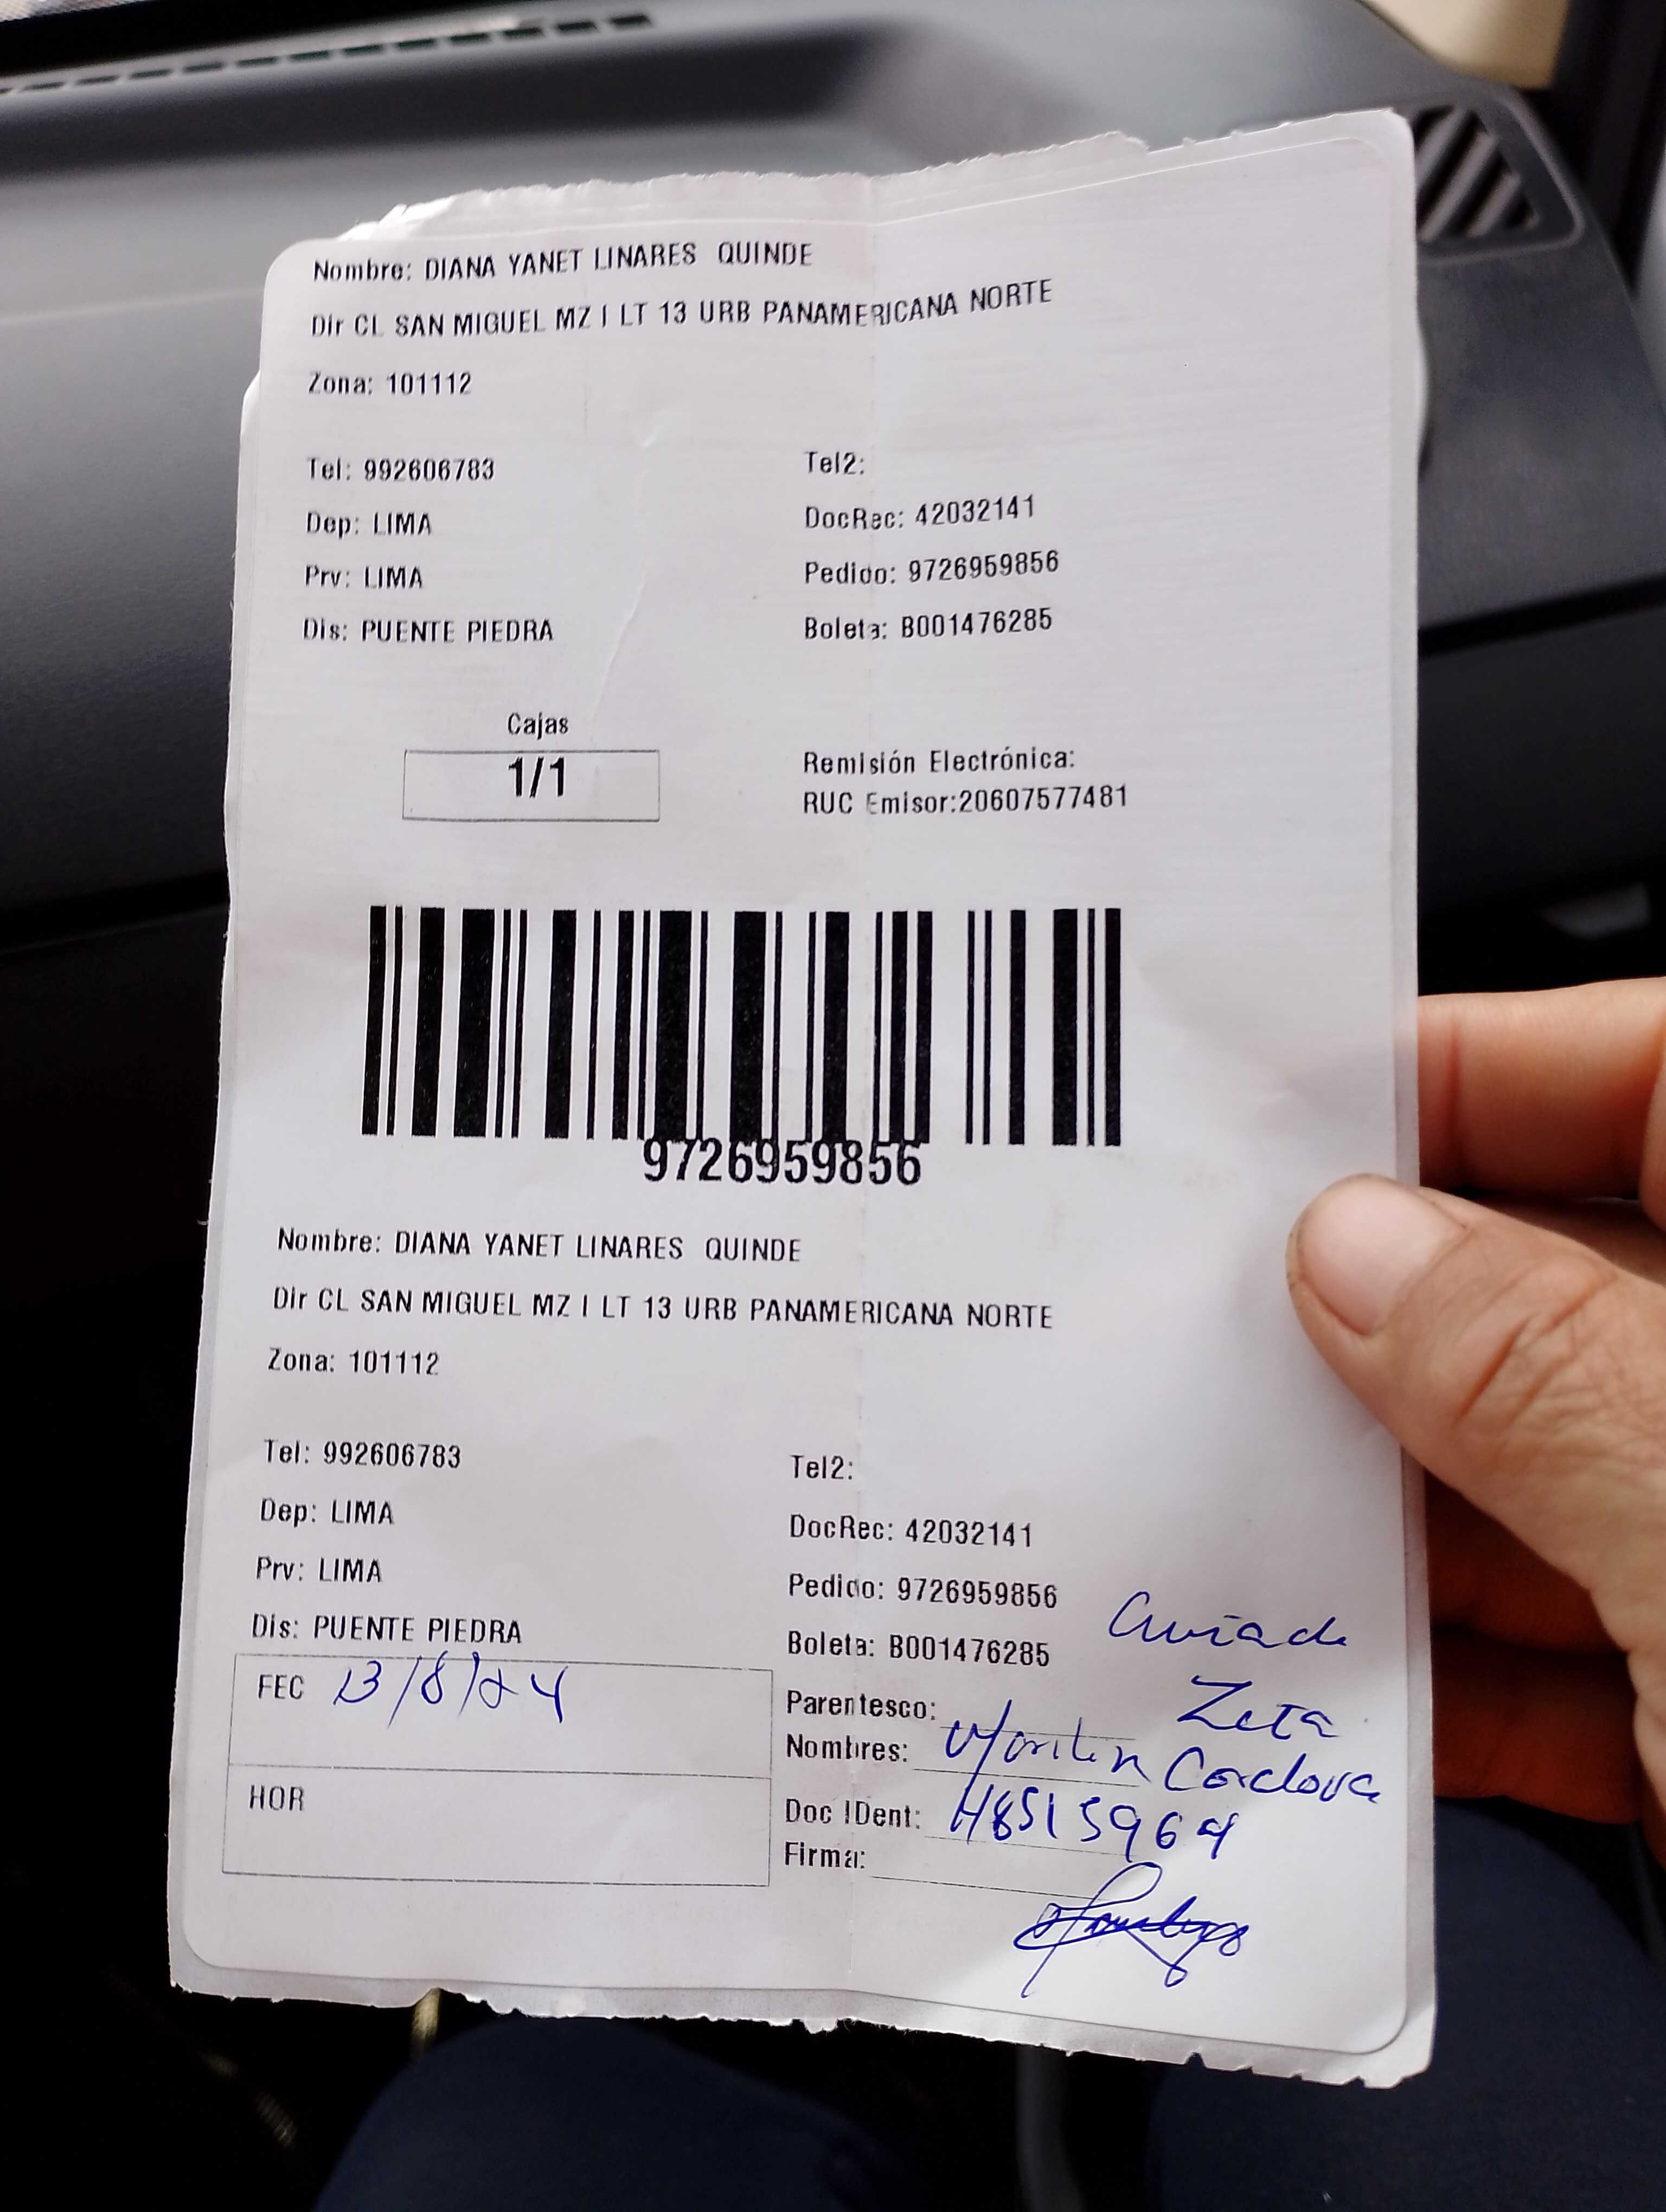 Nombre: DIANA YANET LINARES QUINDE
Dir CL SAN MIGUEL MZ I LT 13 URB PANAMERICANA NORTE
Zona: 101112
Tel: 992606783
Tel2:
Dep: LIMA
DocRec: 42032141
Prv: LIMA
Pedido: 9726959856
Dis: PUENTE PIEDRA
Boleta: B001476285
Cajas
1/1
Remisión Electrónica:
RUC Emisor:20607577481
9726959856
Nombre: DIANA YANET LINARES QUINDE
Dir CL SAN MIGUEL MZ I LT 13 URB PANAMERICANA NORTE
Zona: 101112
Tel: 992606783
Tel2:
Dep: LIMA
DocRec: 42032141
Prv: LIMA
Pedido: 9726959856
Dis: PUENTE PIEDRA
Boleta: B001476285
FEC 13/8/24
Parentesco: Zeta
Nombres: Cordova
HOR
Doc IDent: 48515964
Firma: